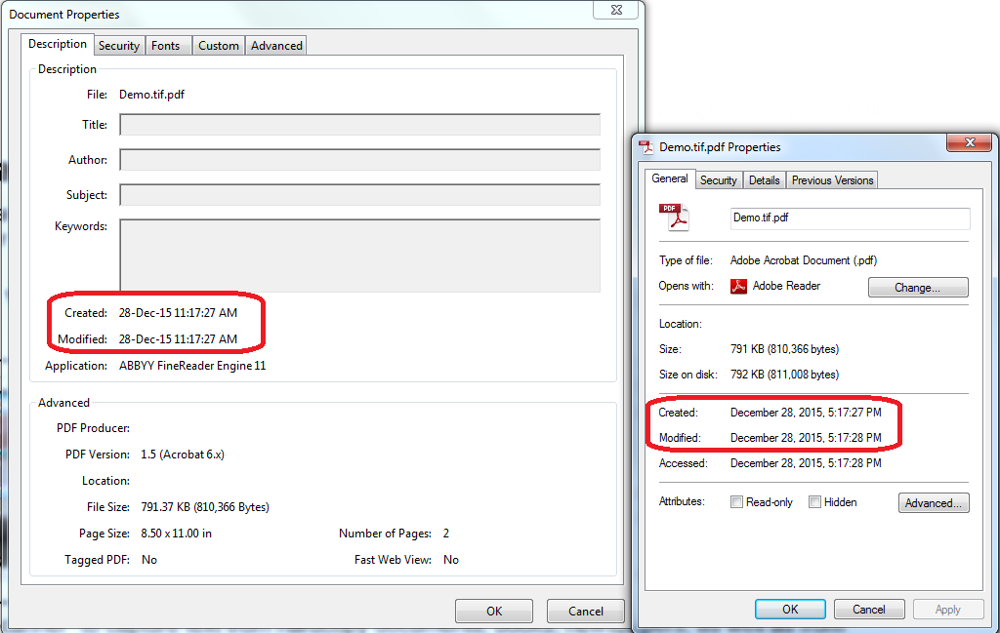 Document Properties
Description Security Fonts Custom Advanced
Description
File: Demo.tif.pdf
Title:
Author:
Subject:
Keywords:
Created: 28-Dec-15 11:17:27 AM
Modified: 28-Dec-15 11:17:27 AM
Application: ABBYY FineReader Engine 11
Advanced
PDF Producer:
PDF Version: 1.5 (Acrobat 6.x)
Location:
File Size: 791.37 KB (810,366 Bytes)
Page Size: 8.50 x 11.00 in Number of Pages: 2
Tagged PDF: No Fast Web View: No
OK Cancel
Demo.tif.pdf Properties
General Security Details Previous Versions
PDF
Demo.tif.pdf
Type of file: Adobe Acrobat Document (.pdf)
Opens with: Adobe Reader Change...
Location:
Size: 791 KB (810,366 bytes)
Size on disk: 792 KB (811,008 bytes)
Created: December 28, 2015, 5:17:27 PM
Modified: December 28, 2015, 5:17:28 PM
Accessed: December 28, 2015, 5:17:28 PM
Attributes: Read-only Hidden Advanced...
OK Cancel Apply